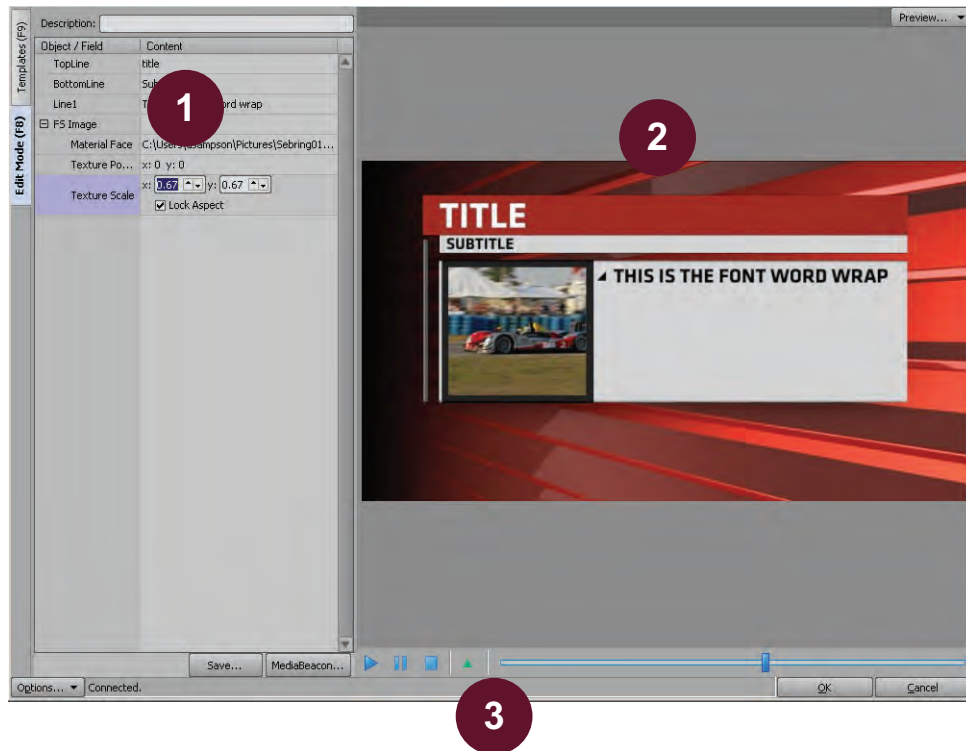 Templates (F9)
Edit Mode (F8)
Description:
Preview...
Object / Field Content
TopLine title
BottomLine
Line1 ord wrap
FS Image
Material Face C:\Users\ ampson\Pictures\Sebring01...
Texture Po... x: 0 y: 0
Texture Scale x: 0.67 y: 0.67
Lock Aspect
1
2
TITLE
SUBTITLE
THIS IS THE FONT WORD WRAP
Save... MediaBeacon...
Options... Connected.
OK Cancel
3